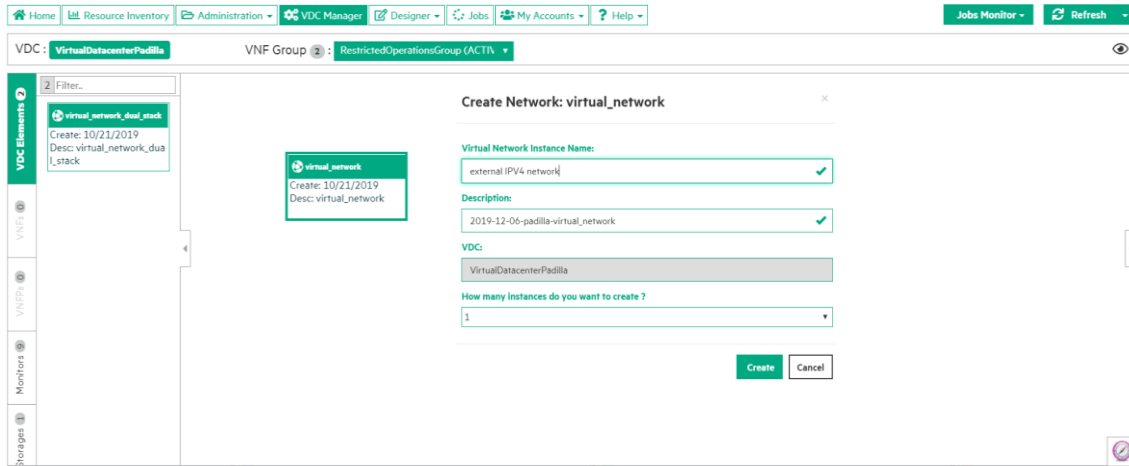 Home Resource Inventory Administration VDC Manager Designer Jobs My Accounts ? Help Jobs Monitor Refresh
VDC : VirtualDatacenterPadilla VNF Group 2 : RestrictedOperationsGroup (ACTIV
VDC Elements 2
VNFs 0
VNFPs 0
Monitors 9
Storages 1
2 Filter..
virtual_network_dual_stack
Create: 10/21/2019
Desc: virtual_network_dua
l_stack
virtual_network
Create: 10/21/2019
Desc: virtual_network
Create Network: virtual_network ×
Virtual Network Instance Name:
external IPV4 network
Description:
2019-12-06-padilla-virtual_network
VDC:
VirtualDatacenterPadilla
How many instances do you want to create ?
1
Create Cancel